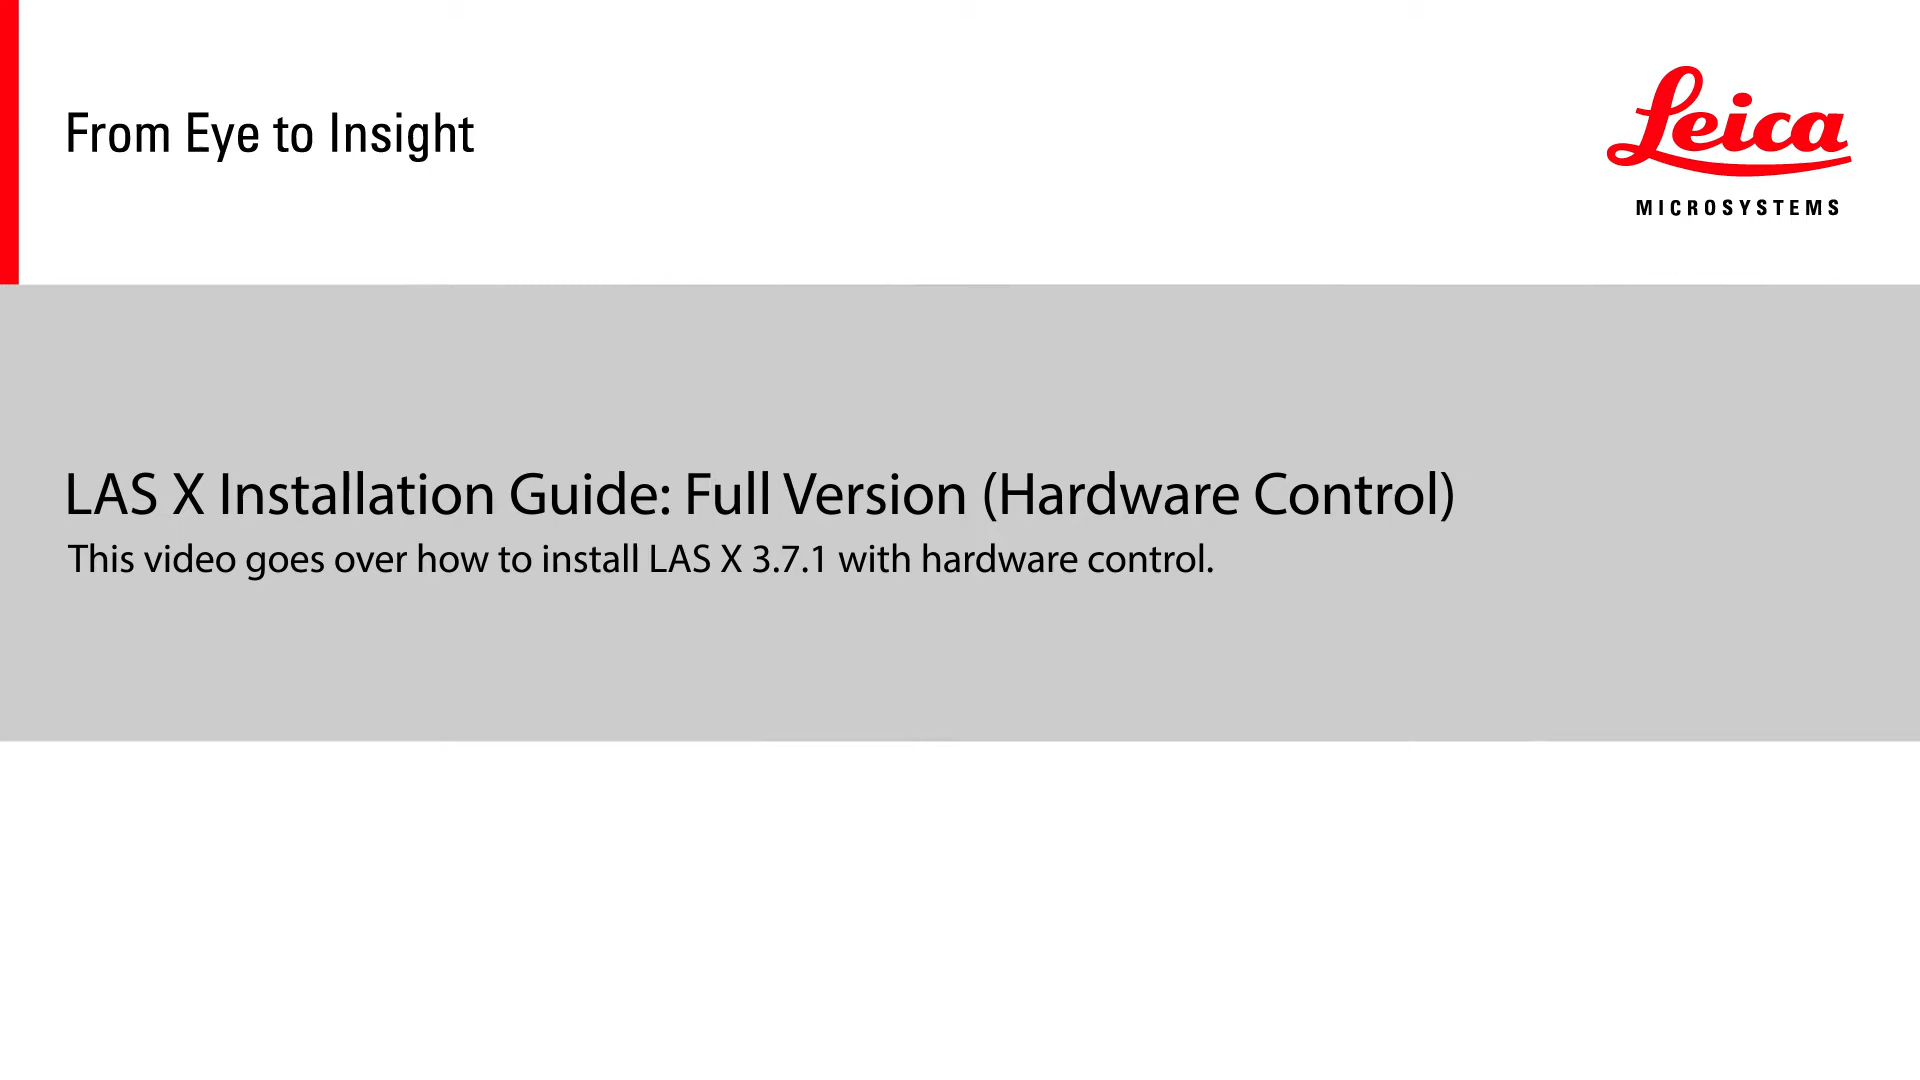 From Eye to Insight
Leica
MICROSYSTEMS
LAS X Installation Guide: Full Version (Hardware Control)
This video goes over how to install LAS X 3.7.1 with hardware control.